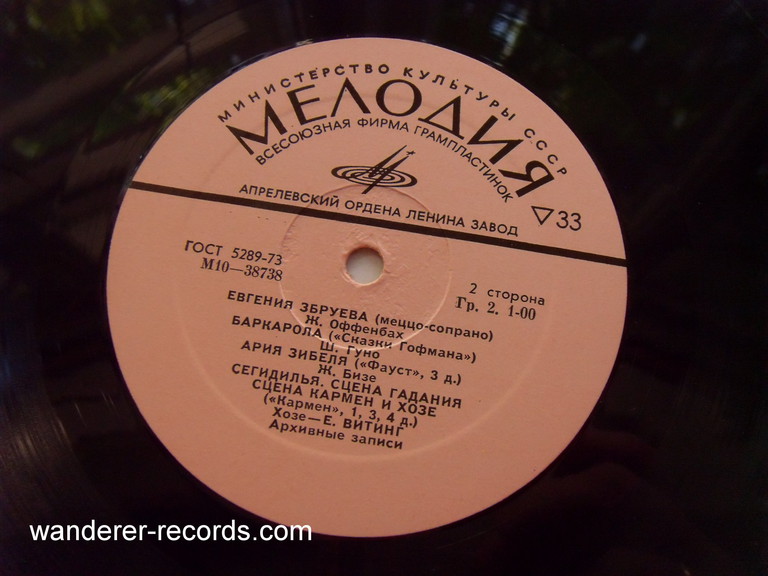 МИНИСТЕРСТВО КУЛЬТУРЫ СССР
МЕЛОДИЯ
ВСЕСОЮЗНАЯ ФИРМА ГРАМПЛАСТИНОК
АПРЕЛЕВСКИЙ ОРДЕНА ЛЕНИНА ЗАВОД
33
ГОСТ 5289-73
М10—38738
2 сторона
Гр. 2. 1-00
ЕВГЕНИЯ ЗБРУЕВА (меццо-сопрано)
Ж. Оффенбах
БАРКАРОЛА («Сказки Гофмана»)
Ш. Гуно
АРИЯ ЗИБЕЛЯ («Фауст», 3 д.)
Ж. Бизе
СЕГИДИЛЬЯ. СЦЕНА ГАДАНИЯ
СЦЕНА КАРМЕН И ХОЗЕ
(«Кармен», 1, 3, 4 д.)
Хозе—Е. ВИТИНГ
Архивные записи
wanderer-records.com